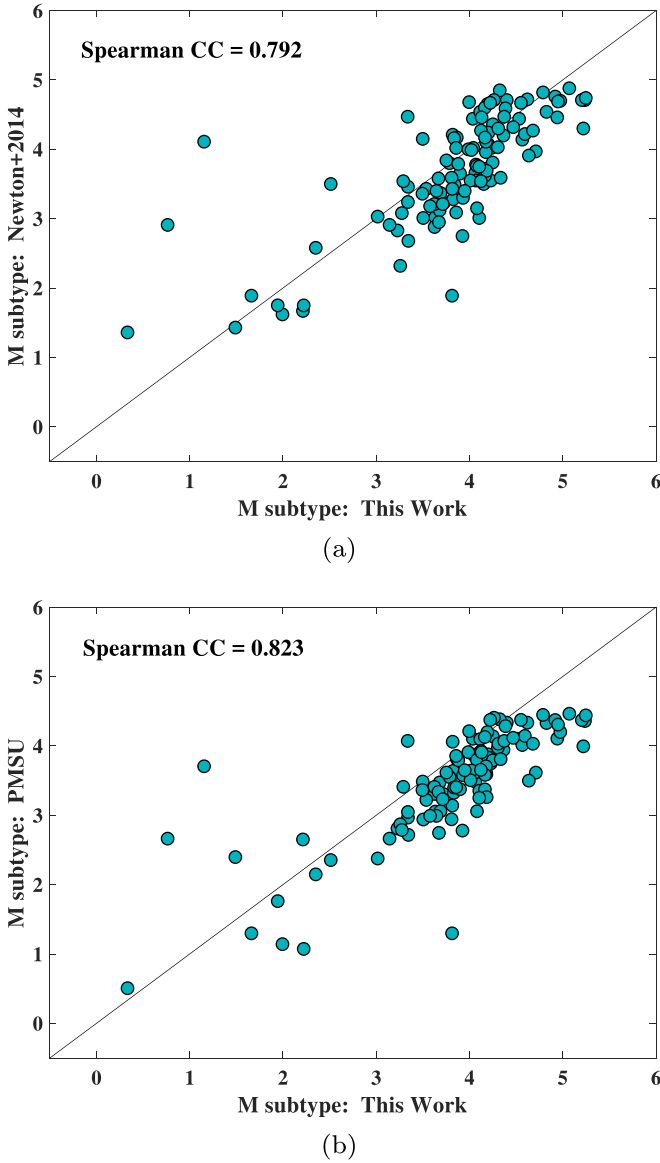 6
Spearman CC = 0.792
5
4
3
2
1
0
M subtype: Newton+2014
0 1 2 3 4 5 6
M subtype: This Work
(a)
6
Spearman CC = 0.823
5
4
3
2
1
0
M subtype: PMSU
0 1 2 3 4 5 6
M subtype: This Work
(b)